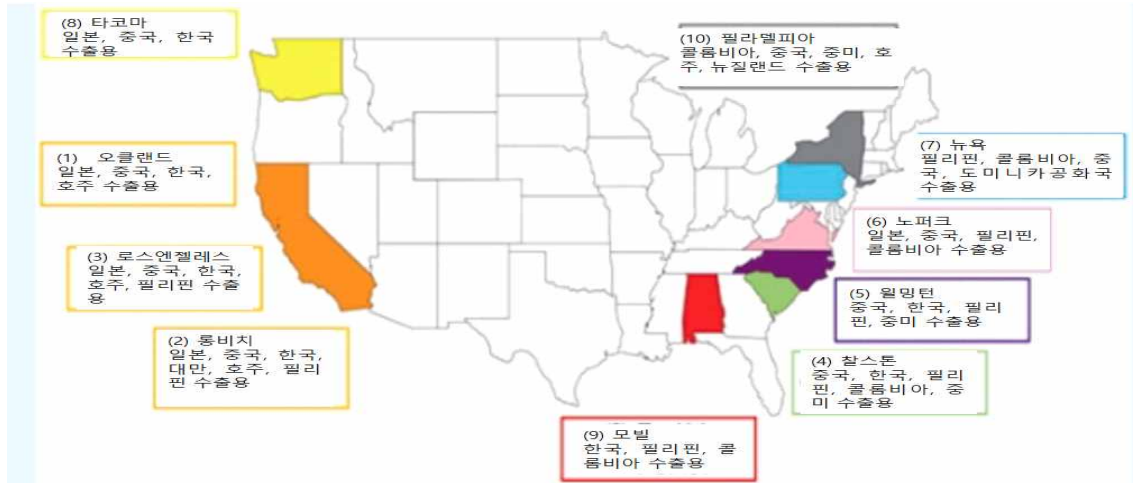 (8) 타코마
일본, 중국, 한국
수출용
(10) 필라델피아
콜롬비아, 중국, 중미, 호
주, 뉴질랜드 수출용
(1) 오클랜드
일본, 중국, 한국,
호주 수출용
(7) 뉴욕
필리핀, 콜롬비아, 중
국, 도미니카공화국
수출용
(6) 노퍼크
일본, 중국, 필리핀,
콜롬비아 수출용
(3) 로스엔젤레스
일본, 중국, 한국,
호주, 필리핀 수출
용
(5) 윌밍턴
중국, 한국, 필리
핀, 중미 수출용
(2) 롱비치
일본, 중국, 한국,
대만, 호주, 필리
핀 수출용
(4) 찰스톤
중국, 한국, 필리
핀, 콜롬비아, 중
미 수출용
(9) 모빌
한국, 필리핀, 콜
롬비아 수출용